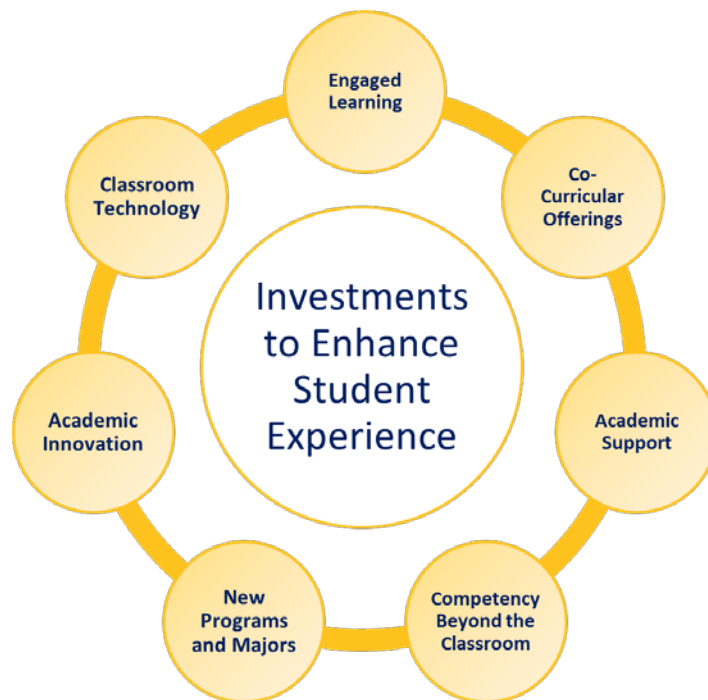 Engaged
Learning
Co-
Curricular
Offerings
Academic
Support
Competency
Beyond the
Classroom
New
Programs
and Majors
Academic
Innovation
Classroom
Technology
Investments
to Enhance
Student
Experience